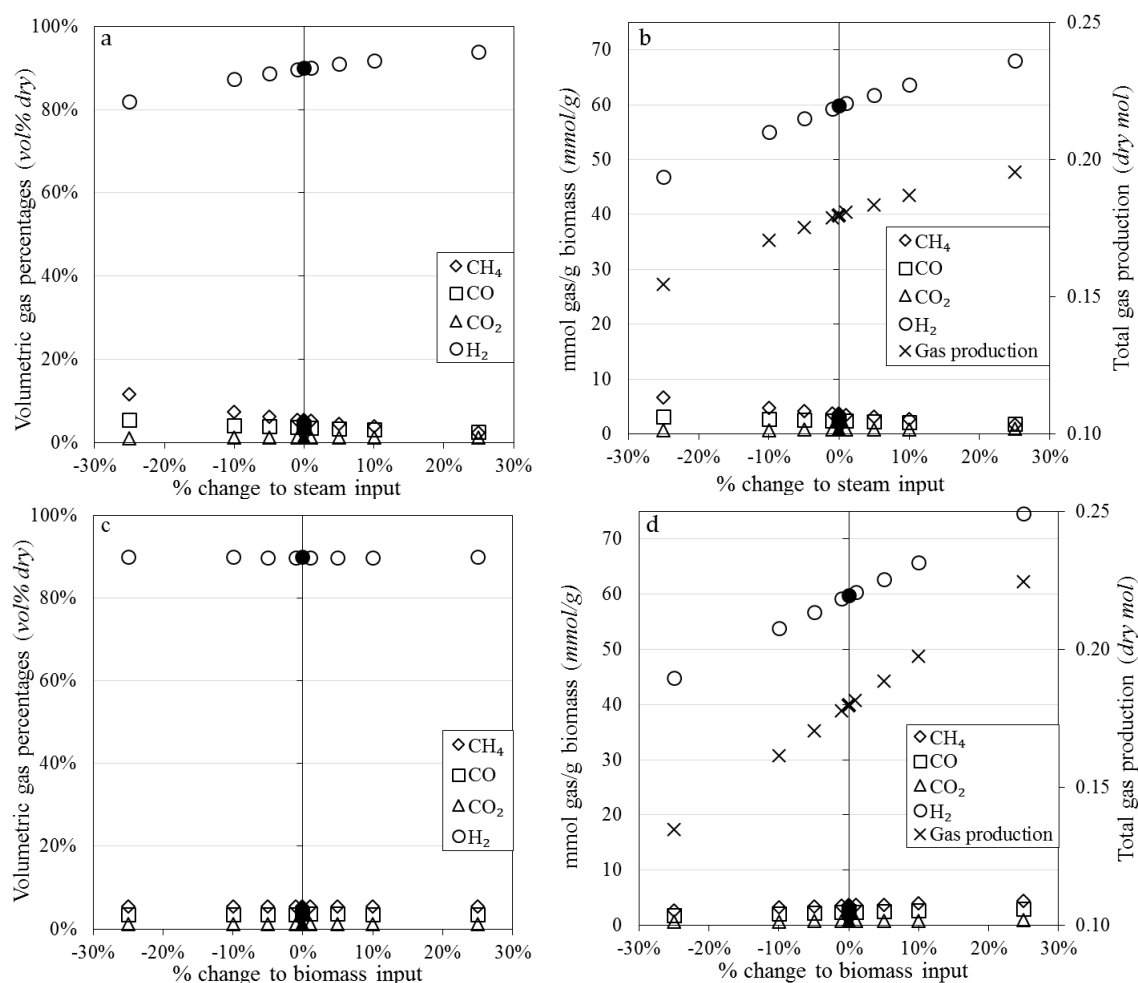 a
Volumetric gas percentages (vol% dry)
100%
80%
60%
40%
20%
0%
CH₄
CO
CO₂
H₂
-30% -20% -10% 0% 10% 20% 30%
% change to steam input
b
mmol gas/g biomass (mmol/g)
70
60
50
40
30
20
10
0
CH₄
CO
CO₂
H₂
Gas production
0.25
0.20
0.15
0.10
Total gas production (dry mol)
-30% -20% -10% 0% 10% 20% 30%
% change to steam input
c
Volumetric gas percentages (vol% dry)
100%
80%
60%
40%
20%
0%
CH₄
CO
CO₂
H₂
-30% -20% -10% 0% 10% 20% 30%
% change to biomass input
d
mmol gas/g biomass (mmol/g)
70
60
50
40
30
20
10
0
CH₄
CO
CO₂
H₂
Gas production
0.25
0.20
0.15
0.10
Total gas production (dry mol)
-30% -20% -10% 0% 10% 20% 30%
% change to biomass input